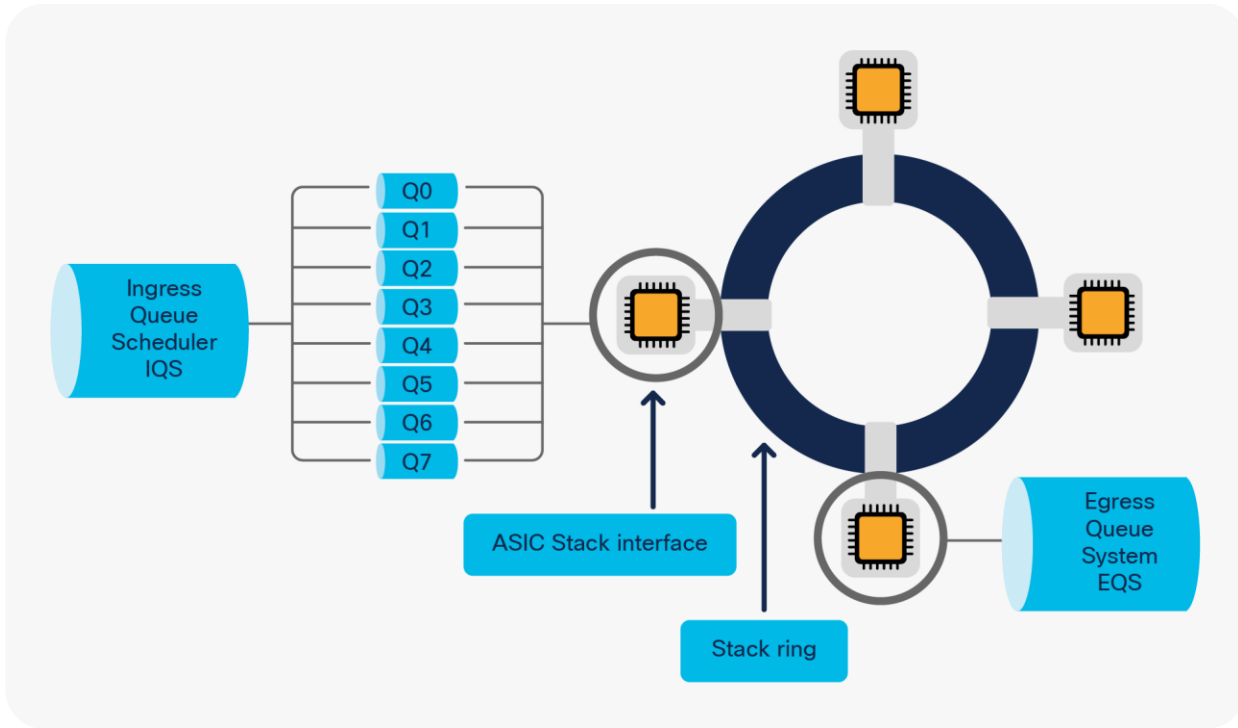 Ingress
Queue
Scheduler
IQS
Q0
Q1
Q2
Q3
Q4
Q5
Q6
Q7
ASIC Stack interface
Stack ring
Egress
Queue
System
EQS